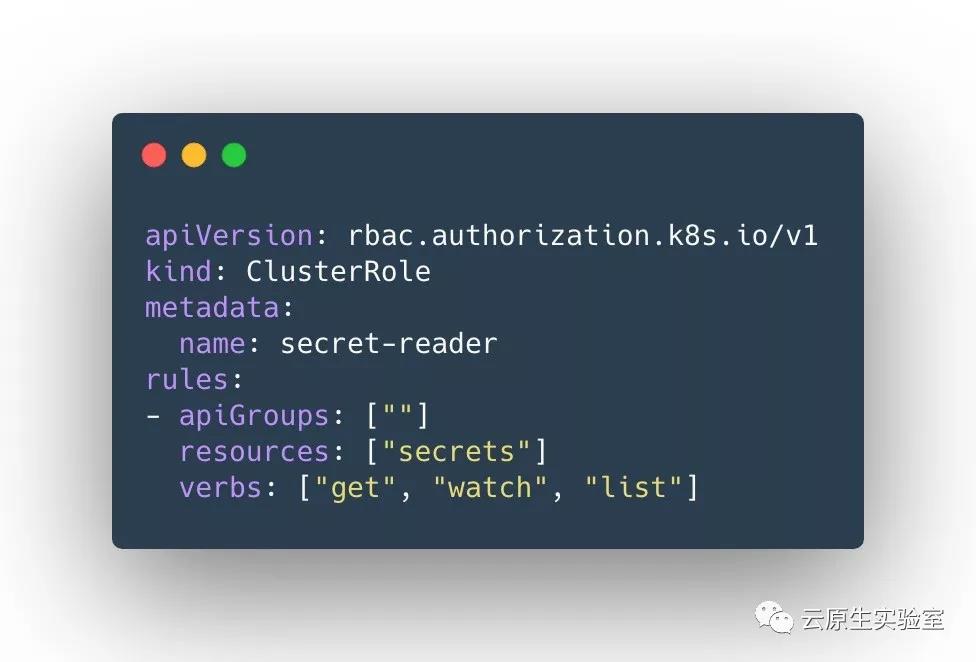 apiVersion: rbac.authorization.k8s.io/v1
kind: ClusterRole
metadata:
  name: secret-reader
rules:
- apiGroups: [""]
  resources: ["secrets"]
  verbs: ["get", "watch", "list"]
云原生实验室